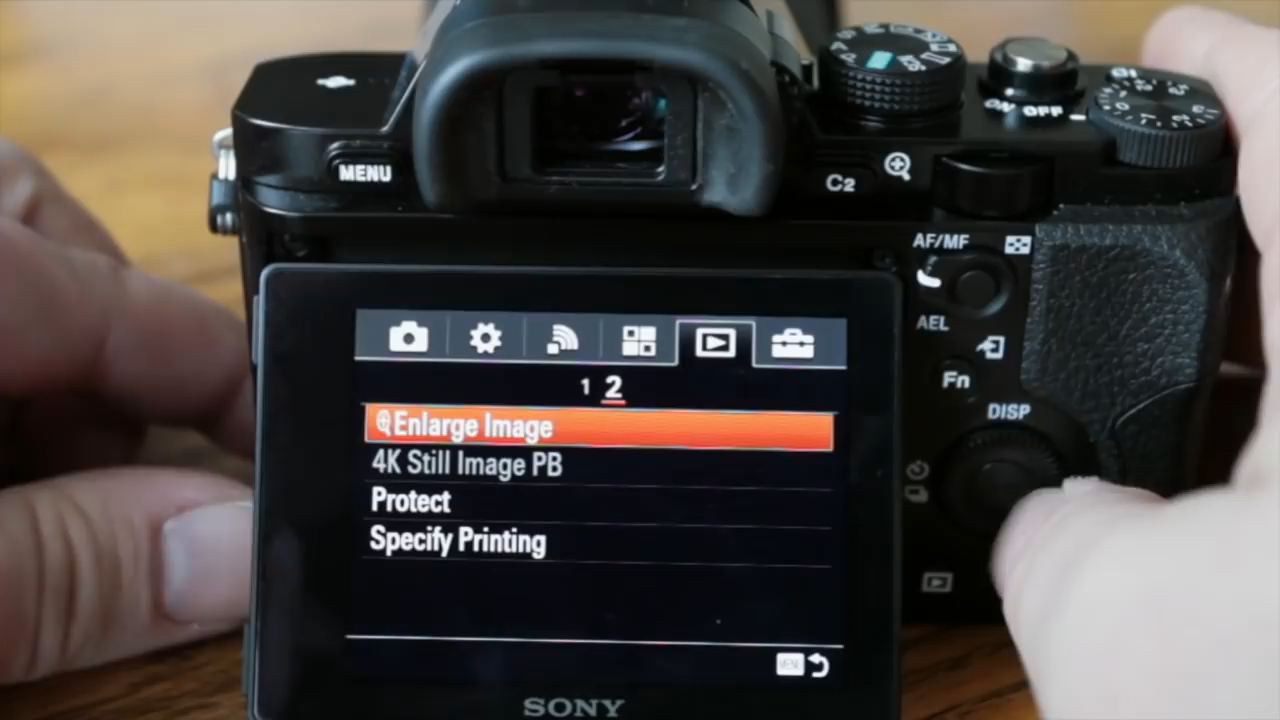 MENU
ON OFF
C2
AF/MF
AEL
Fn
DISP
1 2
Enlarge Image
4K Still Image PB
Protect
Specify Printing
MENU
SONY